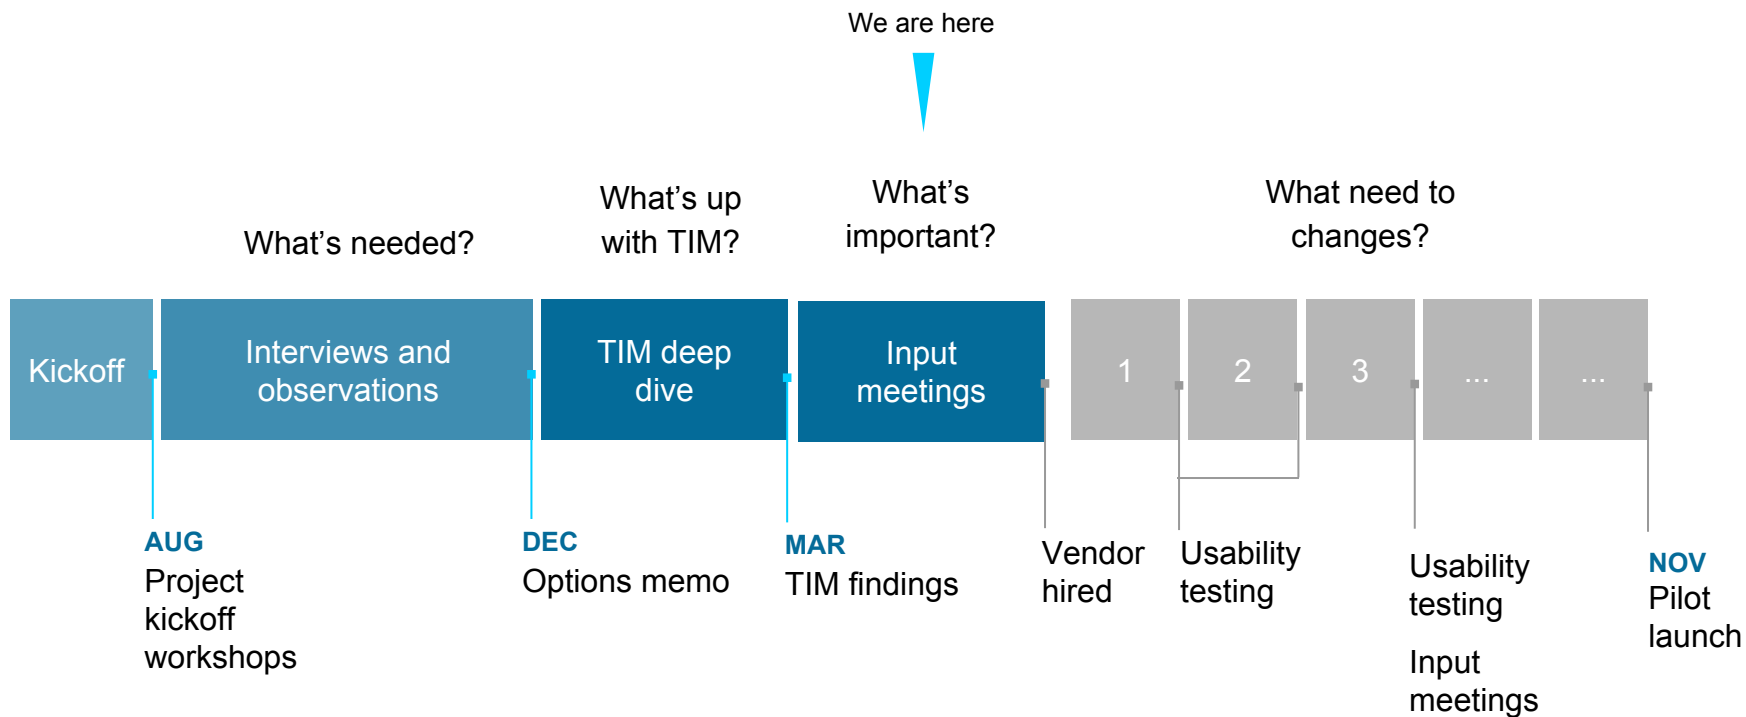 We are here
What's needed?
What's up
with TIM?
What's
important?
What need to
changes?
Kickoff
Interviews and
observations
TIM deep
dive
Input
meetings
1
2
3
...
...
AUG
Project
kickoff
workshops
DEC
Options memo
MAR
TIM findings
Vendor
hired
Usability
testing
Usability
testing
Input
meetings
NOV
Pilot
launch